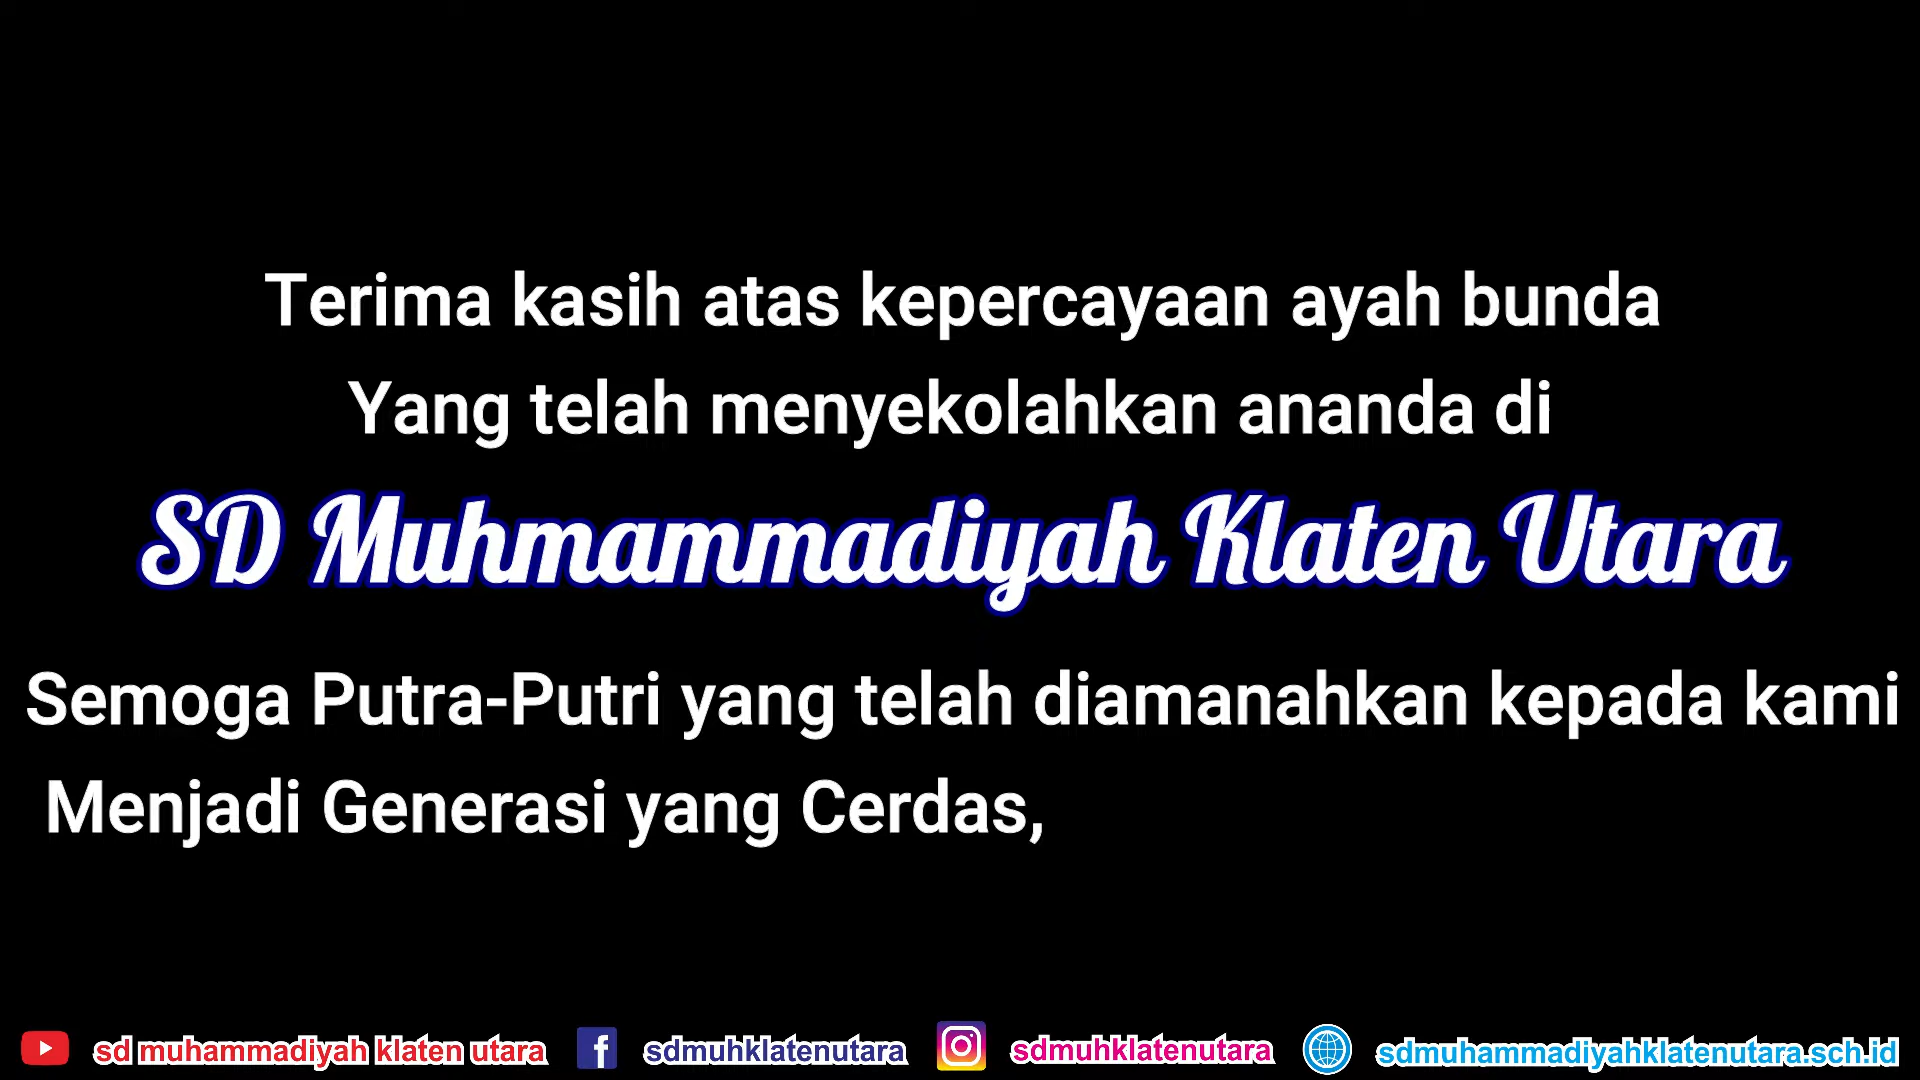 Terima kasih atas kepercayaan ayah bunda
Yang telah menyekolahkan ananda di
SD Muhmammadiyah Klaten Utara
Semoga Putra-Putri yang telah diamanahkan kepada kami
Menjadi Generasi yang Cerdas,
sd muhammadiyah klaten utara sdmuhklatenutara sdmuhklatenutara sdmuhammadiyahklatenutara.sch.id